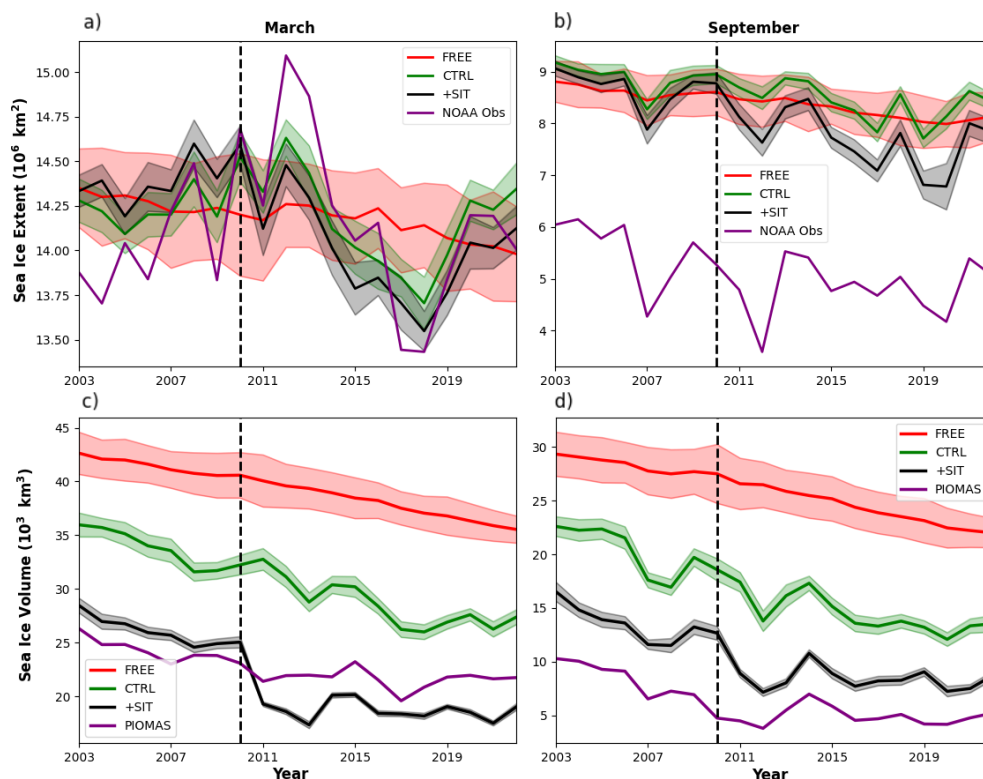 a)
March
Sea Ice Extent (10⁶ km²)
15.00
14.75
14.50
14.25
14.00
13.75
13.50
FREE
CTRL
+SIT
NOAA Obs
2003
2007
2011
2015
2019
b)
September
9
8
7
6
5
4
FREE
CTRL
+SIT
NOAA Obs
2003
2007
2011
2015
2019
c)
Sea Ice Volume (10³ km³)
45
40
35
30
25
20
FREE
CTRL
+SIT
PIOMAS
2003
2007
2011
2015
2019
Year
d)
30
25
20
15
10
5
FREE
CTRL
+SIT
PIOMAS
2003
2007
2011
2015
2019
Year